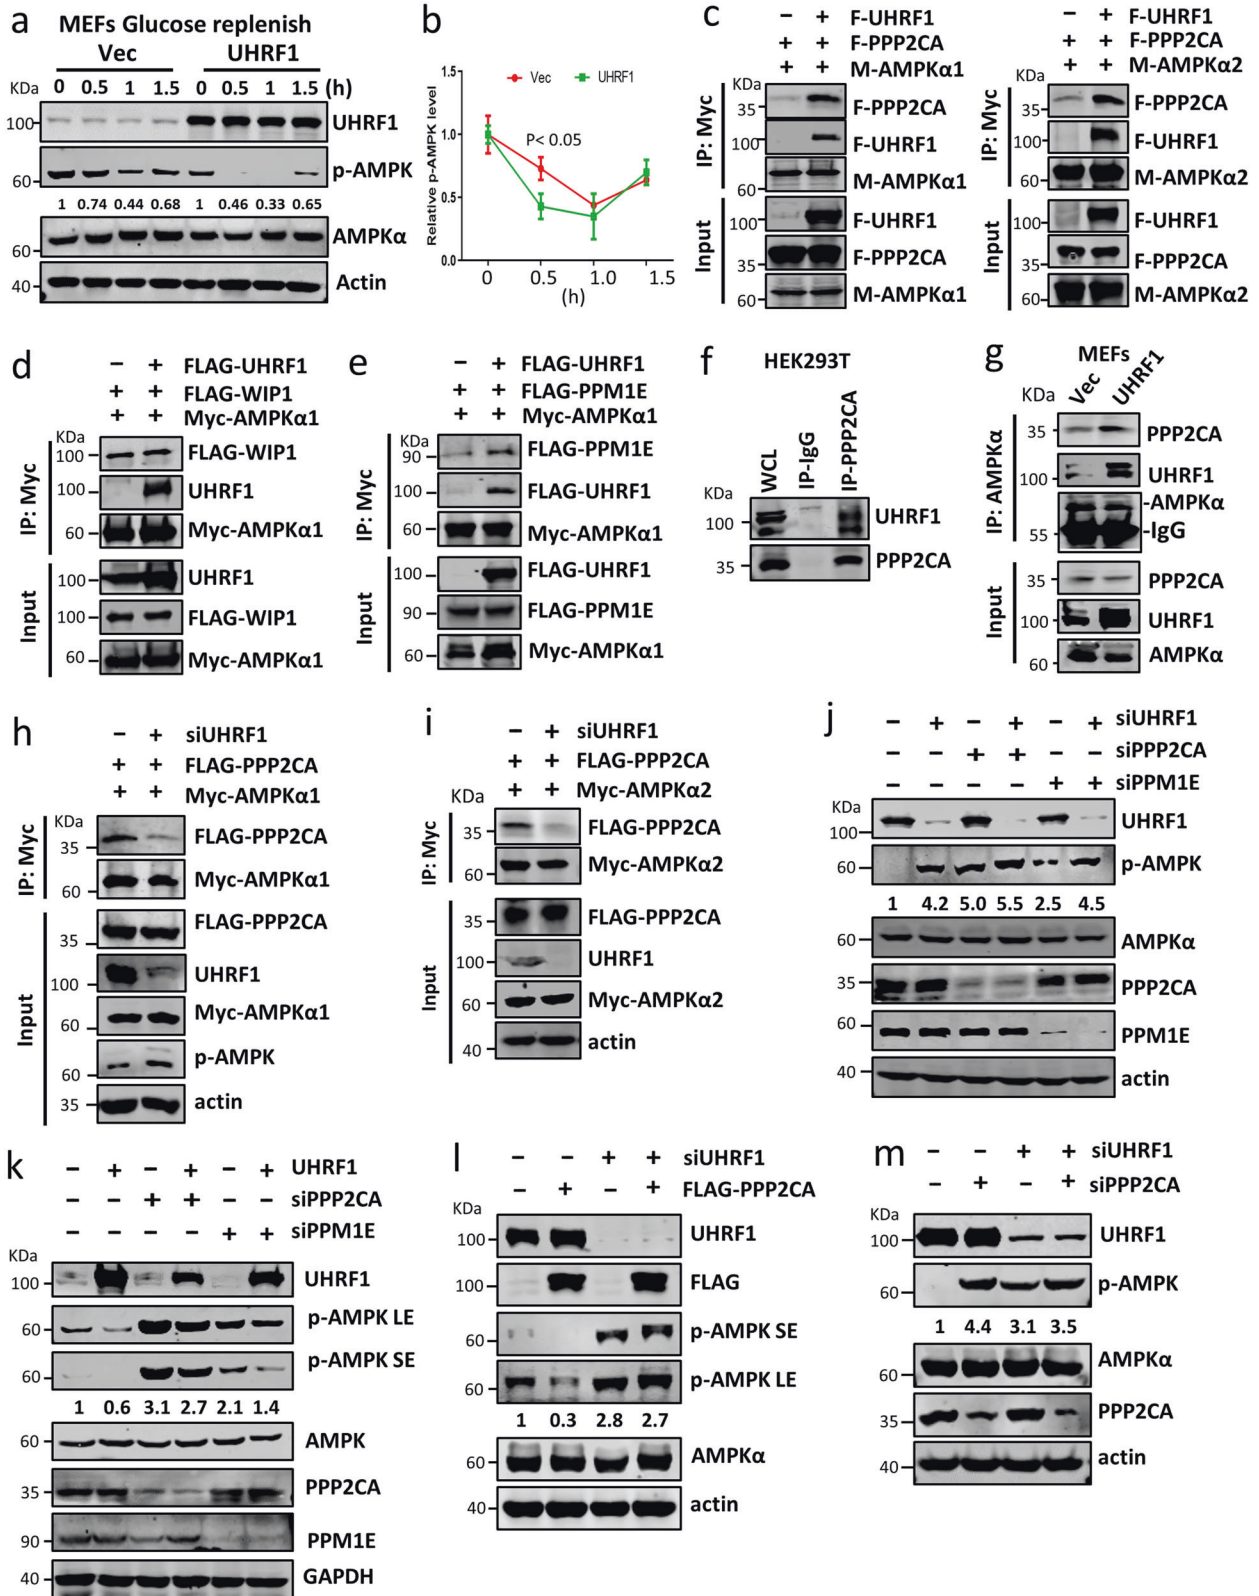 a
MEFs Glucose replenish
Vec UHRF1
KDa 0 0.5 1 1.5 0 0.5 1 1.5 (h)
100 UHRF1
60 p-AMPK
1 0.74 0.44 0.68 1 0.46 0.33 0.65
60 AMPKα
40 Actin
b
Relative p-AMPK level
1.5
1.0
0.5
0.0
Vec UHRF1
P< 0.05
0 0.5 1.0 1.5
(h)
c
− + F-UHRF1
+ + F-PPP2CA
+ + M-AMPKα1
KDa
IP: Myc
35 F-PPP2CA
100 F-UHRF1
60 M-AMPKα1
Input
100 F-UHRF1
35 F-PPP2CA
60 M-AMPKα1
− + F-UHRF1
+ + F-PPP2CA
+ + M-AMPKα2
KDa
IP: Myc
35 F-PPP2CA
100 F-UHRF1
60 M-AMPKα2
Input
100 F-UHRF1
35 F-PPP2CA
60 M-AMPKα2
d
− + FLAG-UHRF1
+ + FLAG-WIP1
+ + Myc-AMPKα1
KDa
IP: Myc
100 FLAG-WIP1
100 UHRF1
60 Myc-AMPKα1
Input
100 UHRF1
100 FLAG-WIP1
60 Myc-AMPKα1
e
− + FLAG-UHRF1
+ + FLAG-PPM1E
+ + Myc-AMPKα1
KDa
IP: Myc
90 FLAG-PPM1E
100 FLAG-UHRF1
60 Myc-AMPKα1
Input
100 FLAG-UHRF1
90 FLAG-PPM1E
60 Myc-AMPKα1
f
HEK293T
WCL IP-IgG IP-PPP2CA
KDa
100 UHRF1
35 PPP2CA
g
MEFs
KDa Vec UHRF1
IP: AMPKα
35 PPP2CA
100 UHRF1
-AMPKα
55 -IgG
Input
35 PPP2CA
100 UHRF1
60 AMPKα
h
− + siUHRF1
+ + FLAG-PPP2CA
+ + Myc-AMPKα1
KDa
IP: Myc
35 FLAG-PPP2CA
60 Myc-AMPKα1
Input
35 FLAG-PPP2CA
100 UHRF1
60 Myc-AMPKα1
60 p-AMPK
35 actin
i
− + siUHRF1
+ + FLAG-PPP2CA
KDa + + Myc-AMPKα2
IP: Myc
35 FLAG-PPP2CA
60 Myc-AMPKα2
Input
35 FLAG-PPP2CA
100 UHRF1
60 Myc-AMPKα2
40 actin
j
− + − + − + siUHRF1
− − + + − − siPPP2CA
− − − − + + siPPM1E
KDa
100 UHRF1
60 p-AMPK
1 4.2 5.0 5.5 2.5 4.5
60 AMPKα
35 PPP2CA
60 PPM1E
40 actin
k
− + − + − + UHRF1
− − + + − − siPPP2CA
− − − − + + siPPM1E
KDa
100 UHRF1
60 p-AMPK LE
60 p-AMPK SE
1 0.6 3.1 2.7 2.1 1.4
60 AMPK
35 PPP2CA
90 PPM1E
40 GAPDH
l
− − + + siUHRF1
− + − + FLAG-PPP2CA
KDa
100 UHRF1
100 FLAG
60 p-AMPK SE
60 p-AMPK LE
1 0.3 2.8 2.7
60 AMPKα
40 actin
m
− − + + siUHRF1
− + − + siPPP2CA
KDa
100 UHRF1
60 p-AMPK
1 4.4 3.1 3.5
60 AMPKα
35 PPP2CA
40 actin